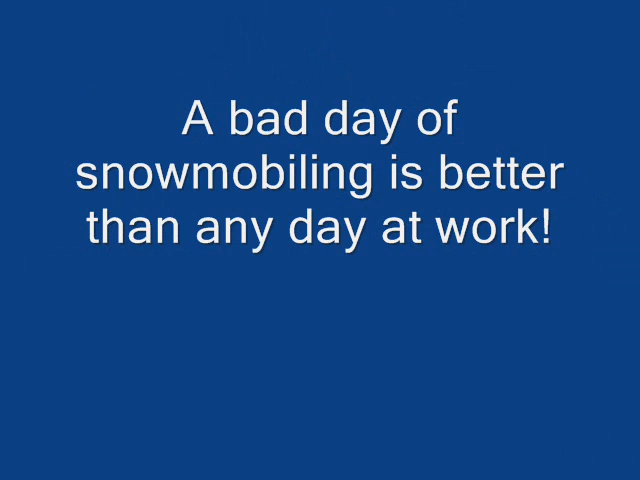 A bad day of
snowmobiling is better
than any day at work!